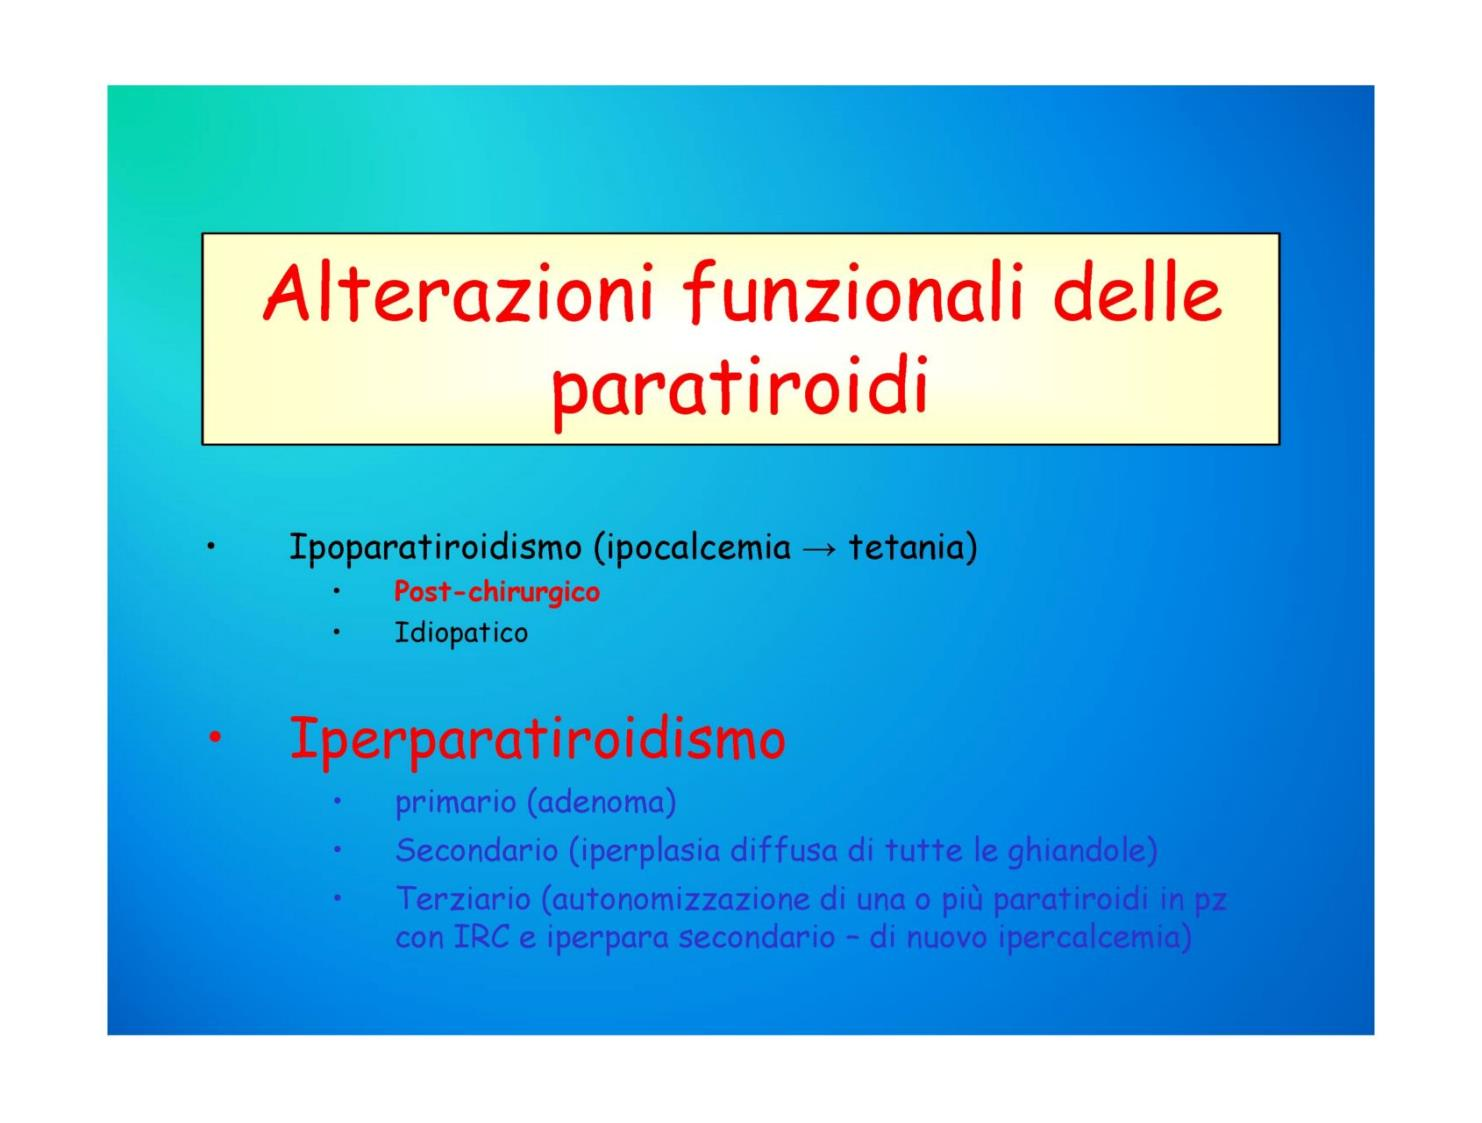 Alterazioni funzionali delle
paratiroidi
• Ipoparatiroidismo (ipocalcemia → tetania)
• Post-chirurgico
• Idiopatico
• Iperparatiroidismo
• primario (adenoma)
• Secondario (iperplasia diffusa di tutte le ghiandole)
• Terziario (autonomizzazione di una o più paratiroidi in pz
con IRC e iperpara secondario – di nuovo ipercalcemia)